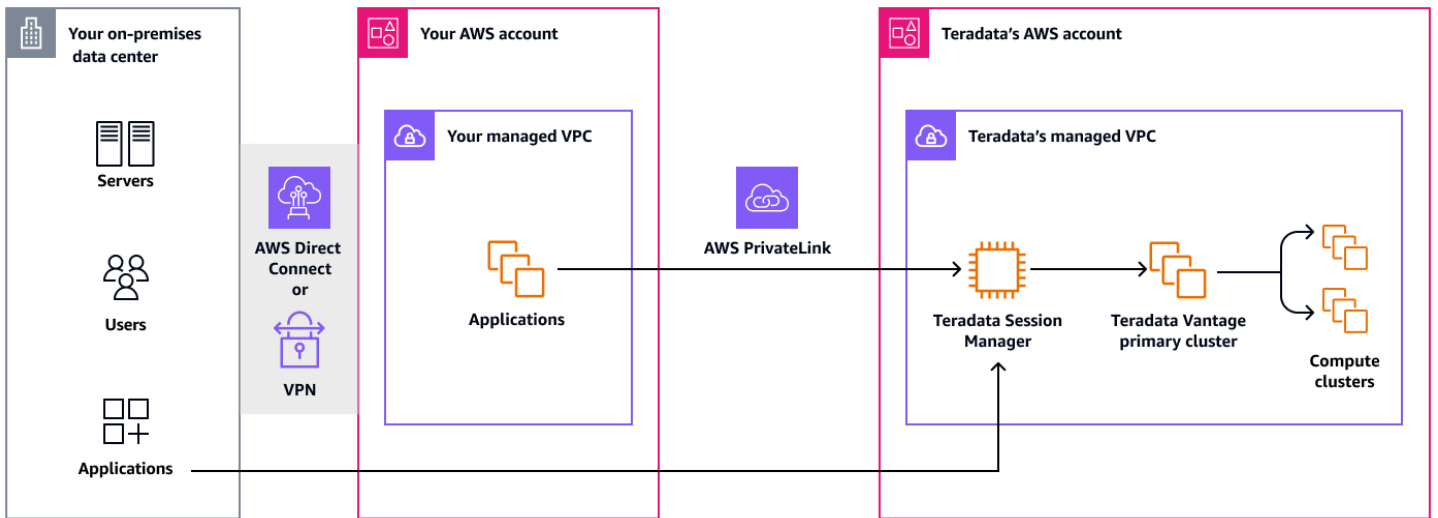 Your on-premises
data center
Servers
Users
Applications
AWS Direct
Connect
or
VPN
Your AWS account
Your managed VPC
Applications
AWS PrivateLink
Teradata's AWS account
Teradata's managed VPC
Teradata Session
Manager
Teradata Vantage
primary cluster
Compute
clusters